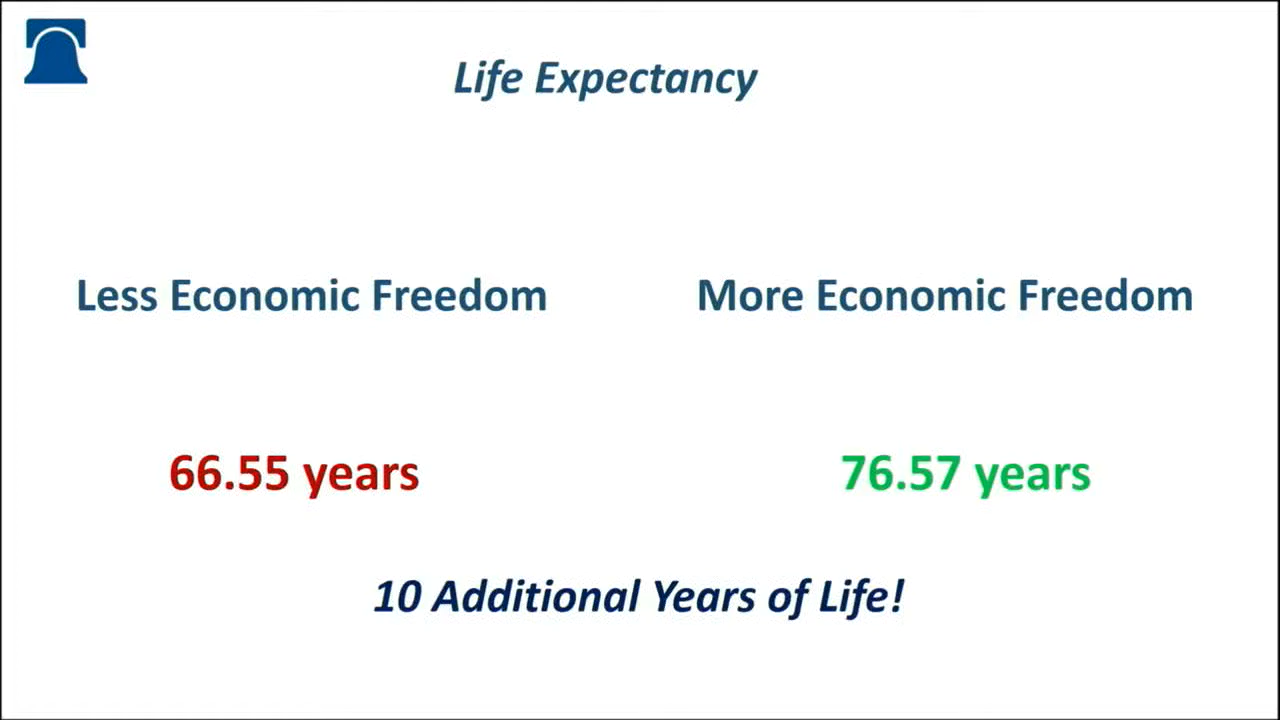 Life Expectancy
Less Economic Freedom
More Economic Freedom
66.55 years
76.57 years
10 Additional Years of Life!